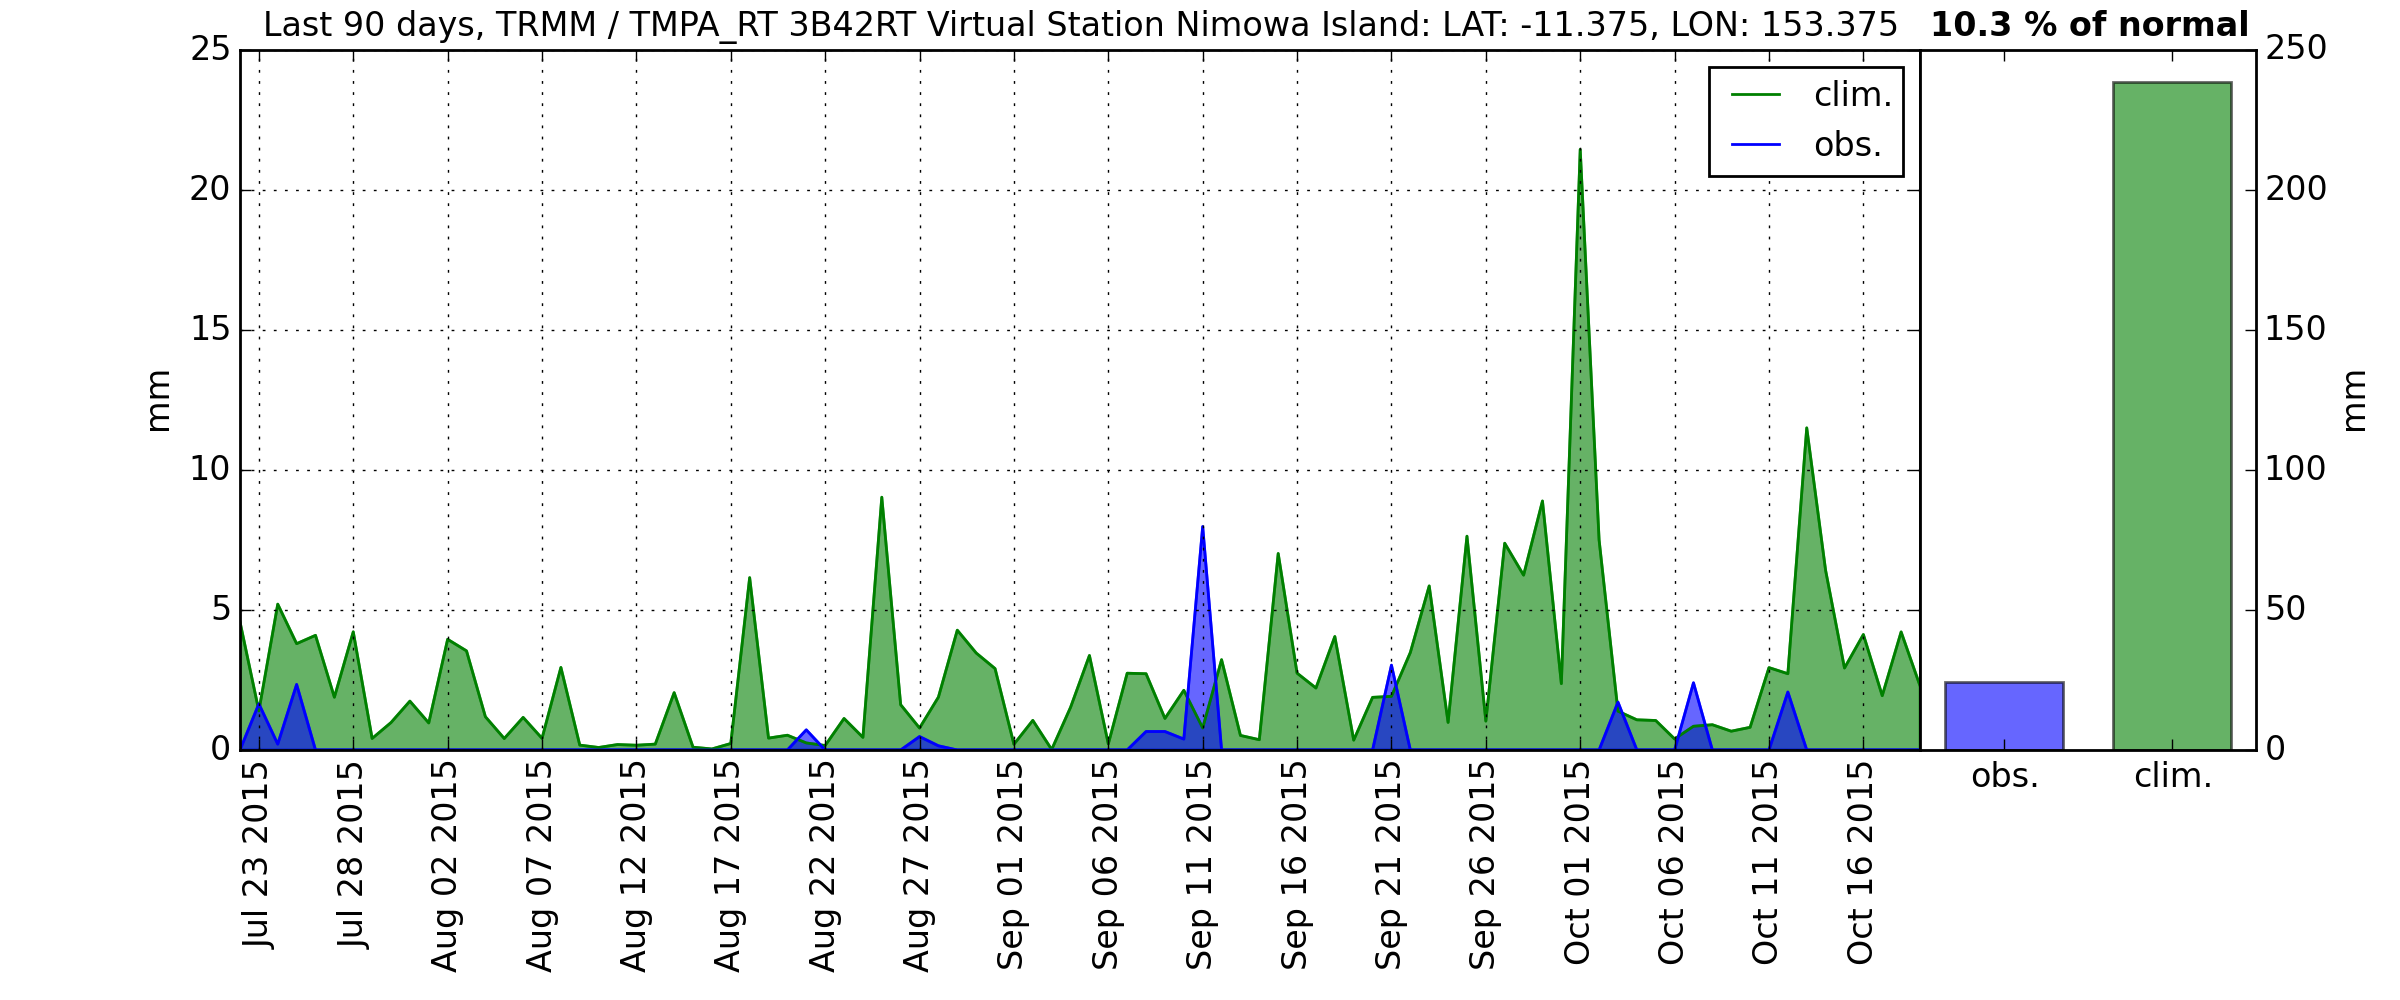 Last 90 days, TRMM / TMPA_RT 3B42RT Virtual Station Nimowa Island: LAT: -11.375, LON: 153.375
10.3 % of normal
25
20
15
10
5
0
mm
clim.
obs.
250
200
150
100
50
0
mm
obs.
clim.
Jul 23 2015
Jul 28 2015
Aug 02 2015
Aug 07 2015
Aug 12 2015
Aug 17 2015
Aug 22 2015
Aug 27 2015
Sep 01 2015
Sep 06 2015
Sep 11 2015
Sep 16 2015
Sep 21 2015
Sep 26 2015
Oct 01 2015
Oct 06 2015
Oct 11 2015
Oct 16 2015